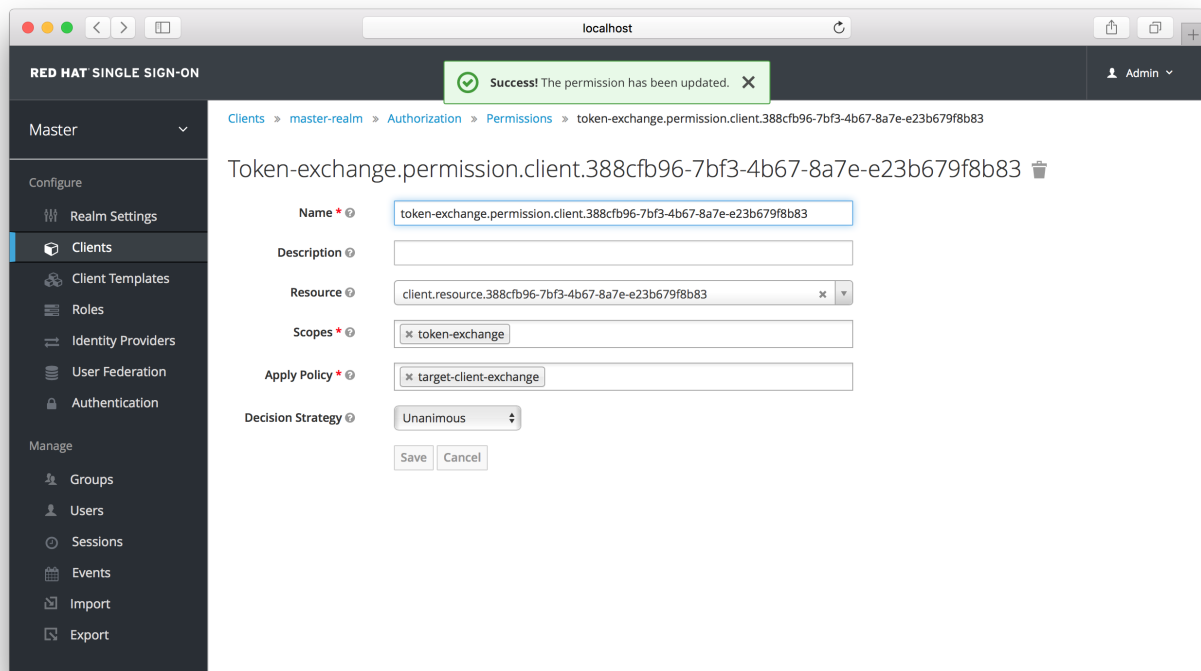 localhost
RED HAT SINGLE SIGN-ON
Success! The permission has been updated.
Admin
Master
Clients » master-realm » Authorization » Permissions » token-exchange.permission.client.388cfb96-7bf3-4b67-8a7e-e23b679f8b83
Token-exchange.permission.client.388cfb96-7bf3-4b67-8a7e-e23b679f8b83
Configure
Realm Settings
Clients
Client Templates
Roles
Identity Providers
User Federation
Authentication
Manage
Groups
Users
Sessions
Events
Import
Export
Name * token-exchange.permission.client.388cfb96-7bf3-4b67-8a7e-e23b679f8b83
Description
Resource client.resource.388cfb96-7bf3-4b67-8a7e-e23b679f8b83
Scopes * token-exchange
Apply Policy * target-client-exchange
Decision Strategy Unanimous
Save Cancel